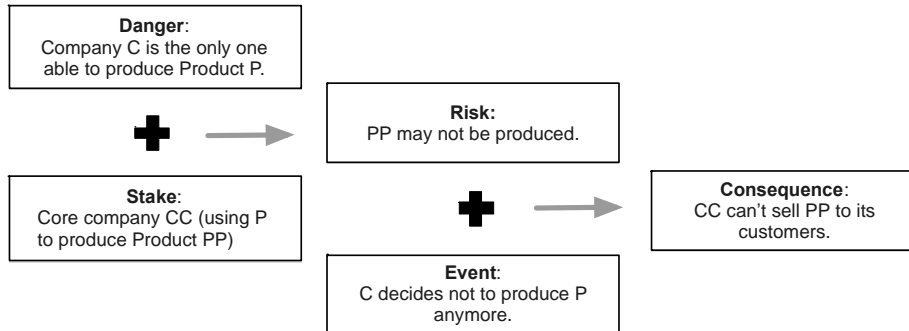 Danger:
Company C is the only one
able to produce Product P.
Stake:
Core company CC (using P
to produce Product PP)
Risk:
PP may not be produced.
Event:
C decides not to produce P
anymore.
Consequence:
CC can't sell PP to its
customers.